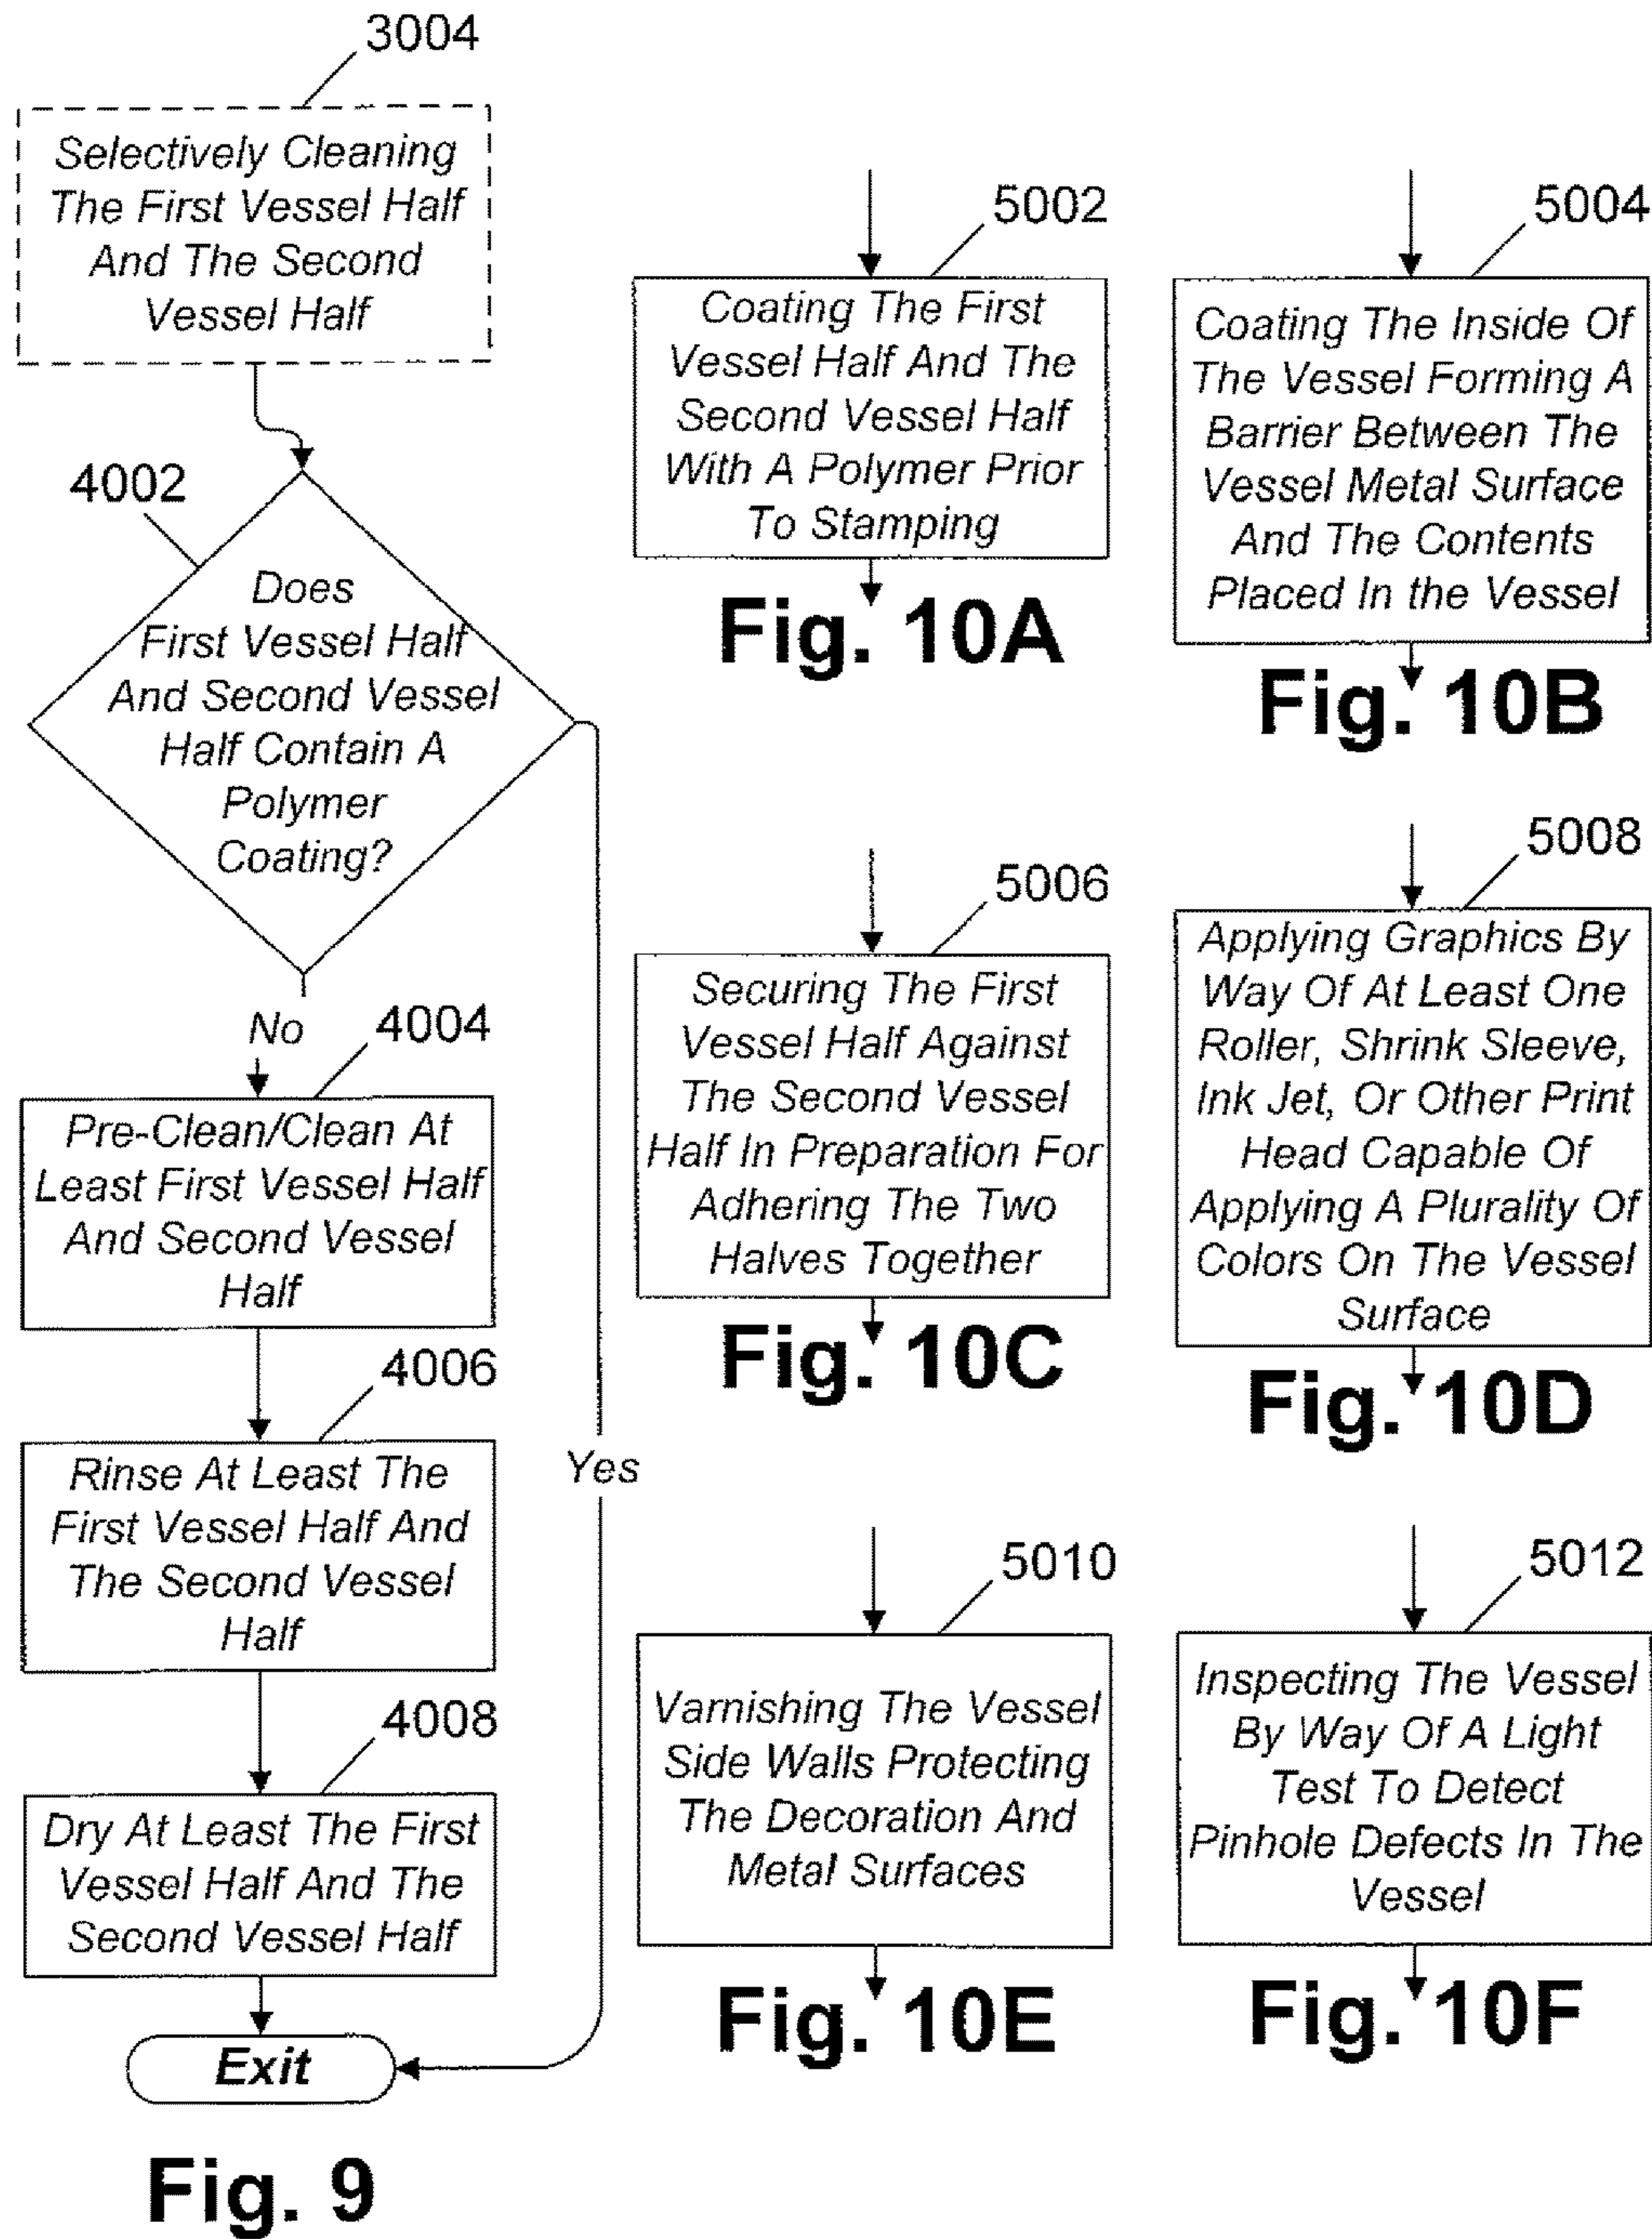 3004
Selectively Cleaning
The First Vessel Half
And The Second
Vessel Half
4002
Does
First Vessel Half
And Second Vessel
Half Contain A
Polymer
Coating?
No
4004
Pre-Clean/Clean At
Least First Vessel Half
And Second Vessel
Half
4006
Rinse At Least The
First Vessel Half And
The Second Vessel
Half
4008
Dry At Least The First
Vessel Half And The
Second Vessel Half
Exit
Yes
Fig. 9
5002
Coating The First
Vessel Half And The
Second Vessel Half
With A Polymer Prior
To Stamping
Fig. 10A
5004
Coating The Inside Of
The Vessel Forming A
Barrier Between The
Vessel Metal Surface
And The Contents
Placed In the Vessel
Fig. 10B
5006
Securing The First
Vessel Half Against
The Second Vessel
Half In Preparation For
Adhering The Two
Halves Together
Fig. 10C
5008
Applying Graphics By
Way Of At Least One
Roller, Shrink Sleeve,
Ink Jet, Or Other Print
Head Capable Of
Applying A Plurality Of
Colors On The Vessel
Surface
Fig. 10D
5010
Varnishing The Vessel
Side Walls Protecting
The Decoration And
Metal Surfaces
Fig. 10E
5012
Inspecting The Vessel
By Way Of A Light
Test To Detect
Pinhole Defects In The
Vessel
Fig. 10F